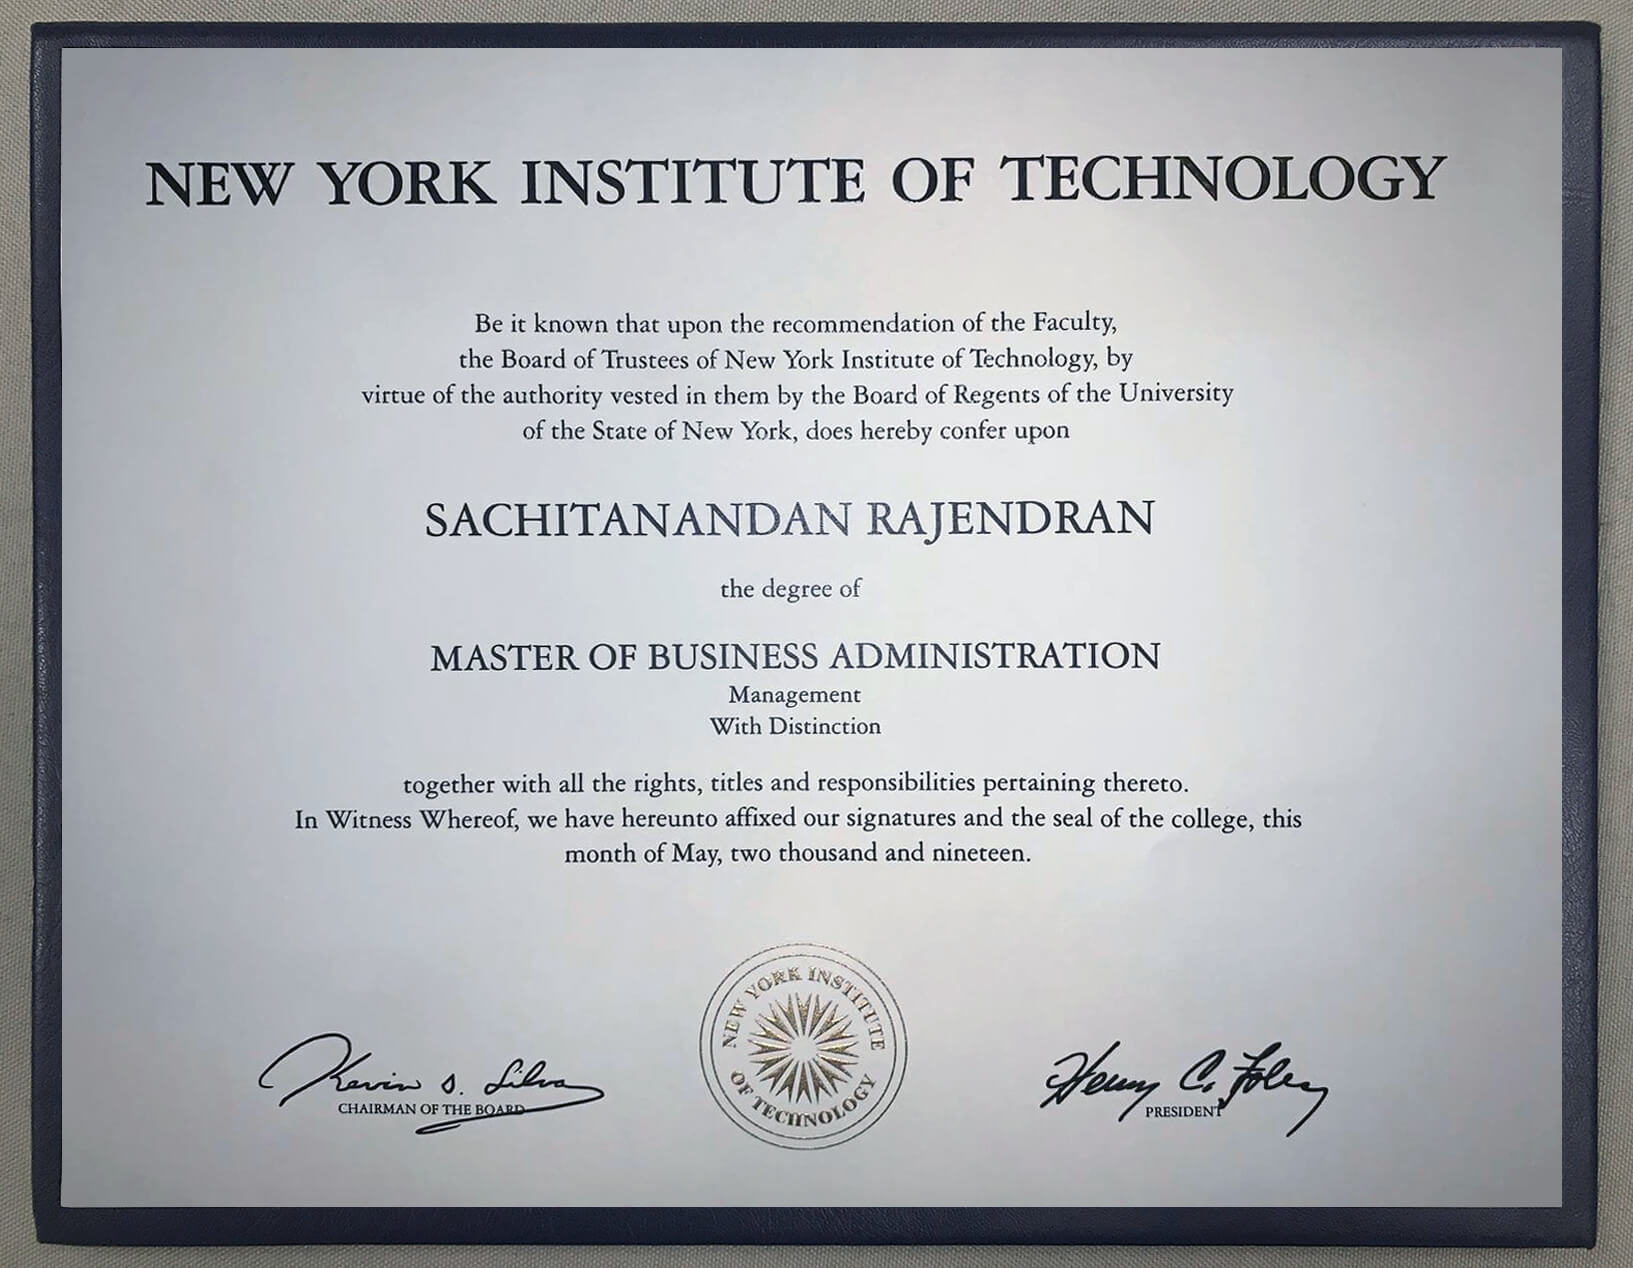 NEW YORK INSTITUTE OF TECHNOLOGY
Be it known that upon the recommendation of the Faculty,
the Board of Trustees of New York Institute of Technology, by
virtue of the authority vested in them by the Board of Regents of the University
of the State of New York, does hereby confer upon
SACHITANANDAN RAJENDRAN
the degree of
MASTER OF BUSINESS ADMINISTRATION
Management
With Distinction
together with all the rights, titles and responsibilities pertaining thereto.
In Witness Whereof, we have hereunto affixed our signatures and the seal of the college, this
month of May, two thousand and nineteen.
Kevin D. Silva
CHAIRMAN OF THE BOARD
NEW YORK INSTITUTE
OF TECHNOLOGY
Henry C. Foley
PRESIDENT